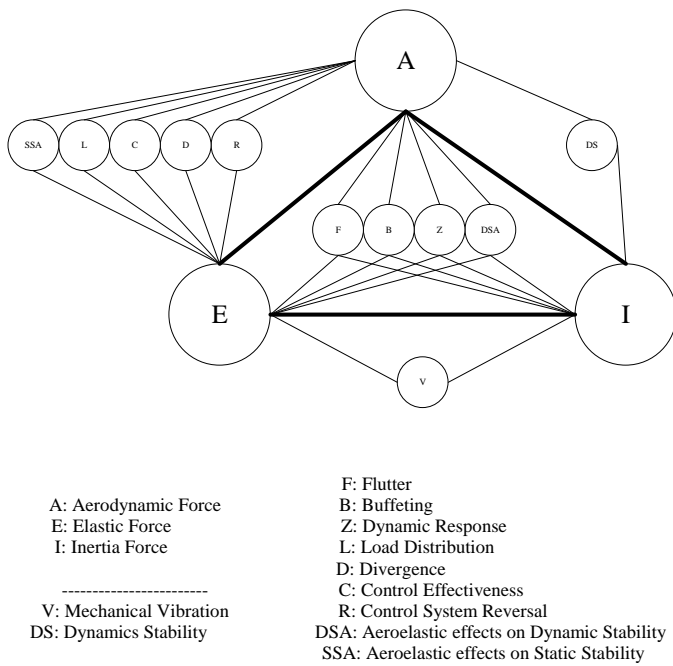 A
SSA L C D R DS
F B Z DSA
E I
V
F: Flutter
A: Aerodynamic Force B: Buffeting
E: Elastic Force Z: Dynamic Response
I: Inertia Force L: Load Distribution
D: Divergence
------------------------ C: Control Effectiveness
V: Mechanical Vibration R: Control System Reversal
DS: Dynamics Stability DSA: Aeroelastic effects on Dynamic Stability
SSA: Aeroelastic effects on Static Stability